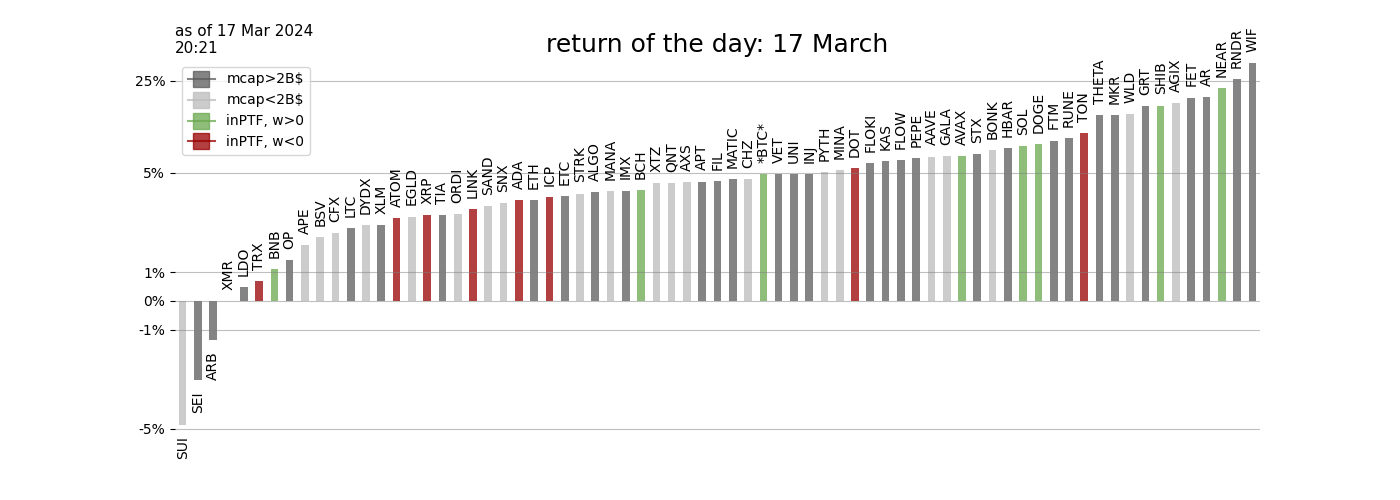 as of 17 Mar 2024
20:21
return of the day: 17 March
mcap>2B$
mcap<2B$
inPTF, w>0
inPTF, w<0
25%
5%
1%
0%
-1%
-5%
SUI
SEI
ARB
XMR
LDO
TRX
BNB
OP
APE
BSV
CFX
LTC
DYDX
XLM
ATOM
EGLD
XRP
TIA
ORDI
LINK
SAND
SNX
ADA
ETH
ICP
ETC
STRK
ALGO
MANA
IMX
BCH
XTZ
QNT
AXS
APT
FIL
MATIC
CHZ
*BTC*
VET
UNI
INJ
PYTH
MINA
DOT
FLOKI
KAS
FLOW
PEPE
AAVE
GALA
AVAX
STX
BONK
HBAR
SOL
DOGE
FTM
RUNE
TON
THETA
MKR
WLD
GRT
SHIB
AGIX
FET
AR
NEAR
RNDR
WIF